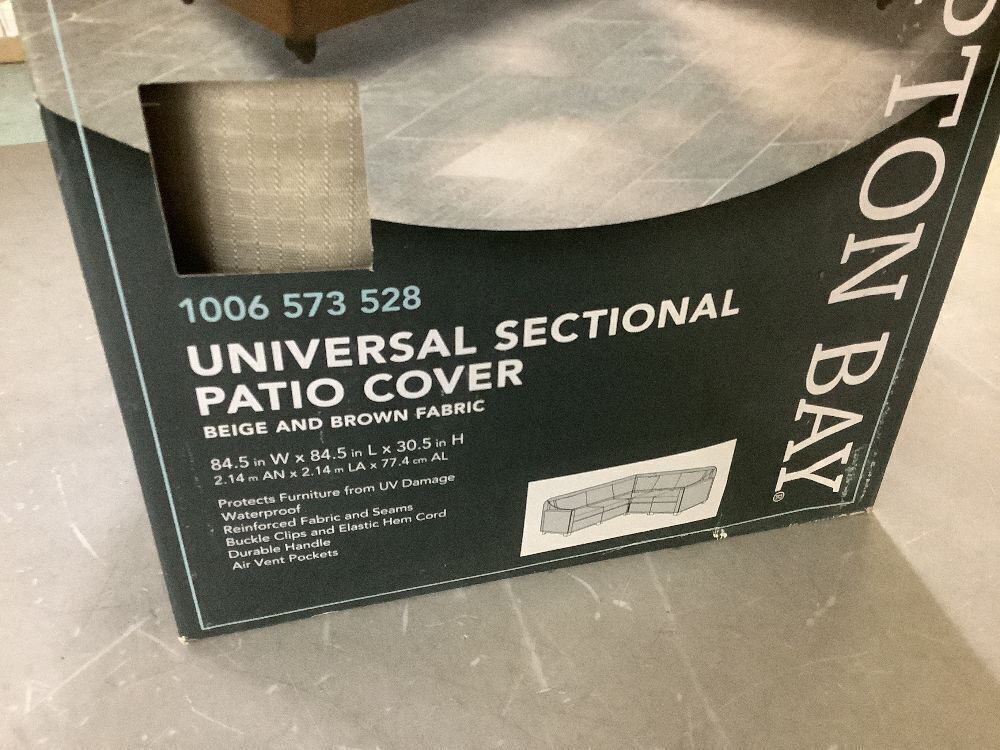 1006 573 528
UNIVERSAL SECTIONAL
PATIO COVER
BEIGE AND BROWN FABRIC
84.5 in W x 84.5 in L x 30.5 in H
2.14 m AN x 2.14 m LA x 77.4 cm AL
Protects Furniture from UV Damage
Waterproof
Reinforced Fabric and Seams
Buckle Clips and Elastic Hem Cord
Durable Handle
Air Vent Pockets
PTON BAY®